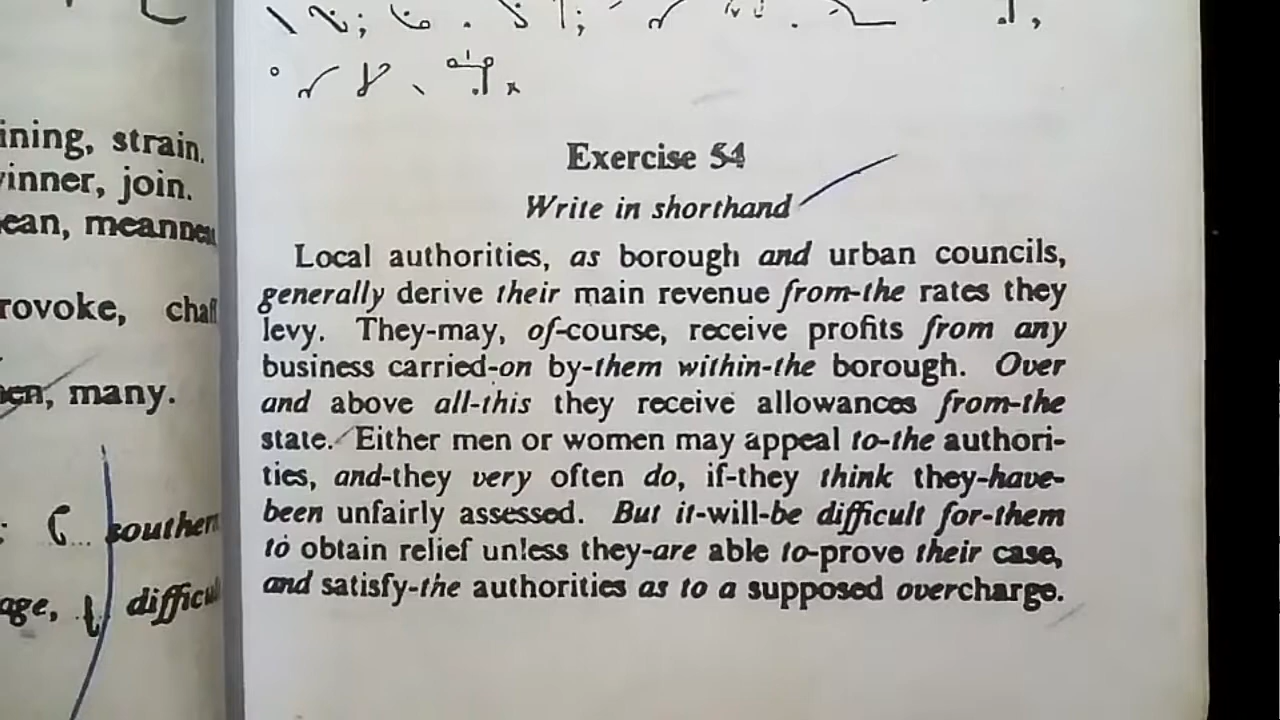 ining, strain.
inner, join.
ean, meanness
rovoke, chaff
en, many.
; southern
age, difficul
Exercise 54
Write in shorthand
Local authorities, as borough and urban councils,
generally derive their main revenue from-the rates they
levy. They-may, of-course, receive profits from any
business carried-on by-them within-the borough. Over
and above all-this they receive allowances from-the
state. Either men or women may appeal to-the authori-
ties, and-they very often do, if-they think they-have-
been unfairly assessed. But it-will-be difficult for-them
to obtain relief unless they-are able to-prove their case,
and satisfy-the authorities as to a supposed overcharge.